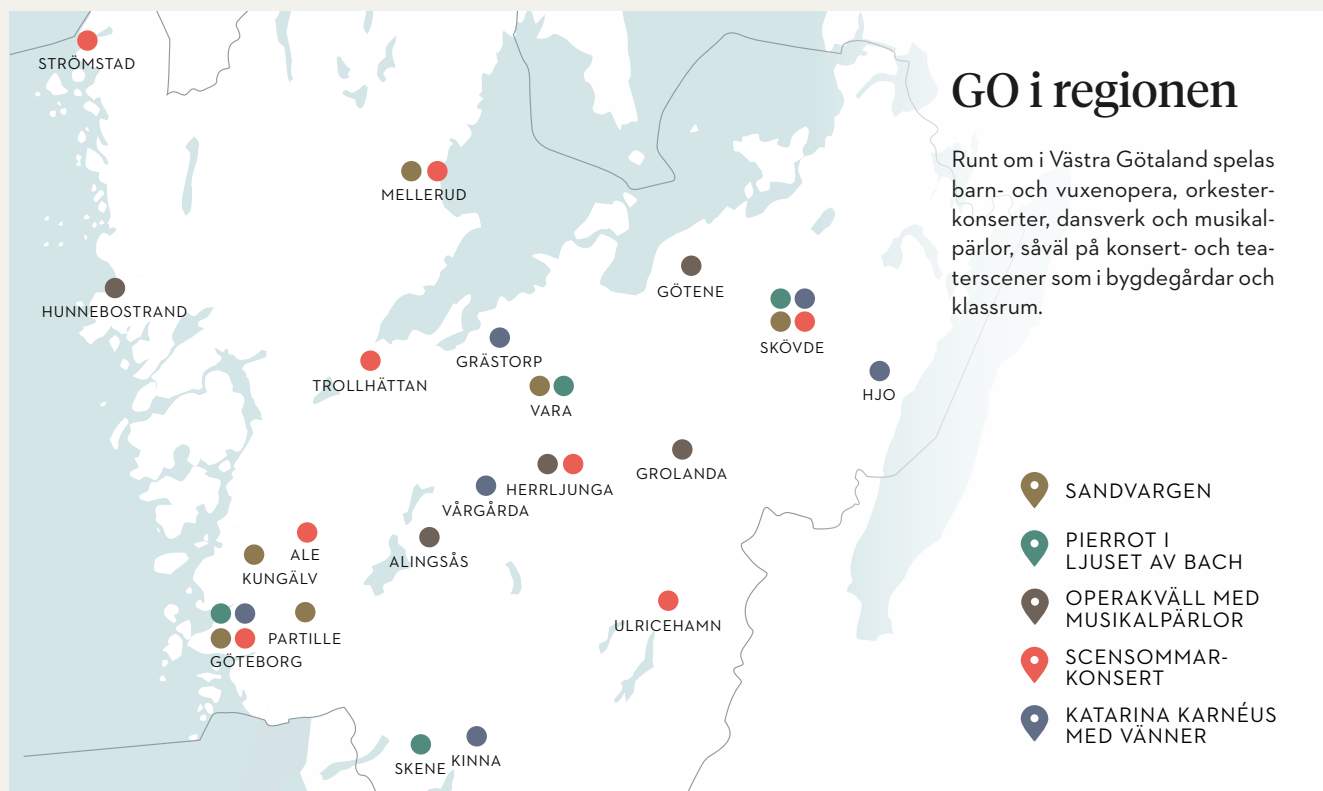 GO i regionen
Runt om i Västra Götaland spelas
barn- och vuxenopera, orkester-
konserter, dansverk och musikal-
pärlor, såväl på konsert- och tea-
terscener som i bygdegårdar och
klassrum.
STRÖMSTAD
MELLERUD
GÖTENE
HUNNEBOSTRAND
SKÖVDE
GRÄSTORP
TROLLHÄTTAN
HJO
VARA
GROLANDA
HERRLJUNGA
VÅRGÅRDA
ALE
ALINGSÅS
KUNGÄLV
ULRICEHAMN
PARTILLE
GÖTEBORG
KINNA
SKENE
SANDVARGEN
PIERROT I
LJUSET AV BACH
OPERAKVÄLL MED
MUSIKALPÄRLOR
SCENSOMMAR-
KONSERT
KATARINA KARNÉUS
MED VÄNNER